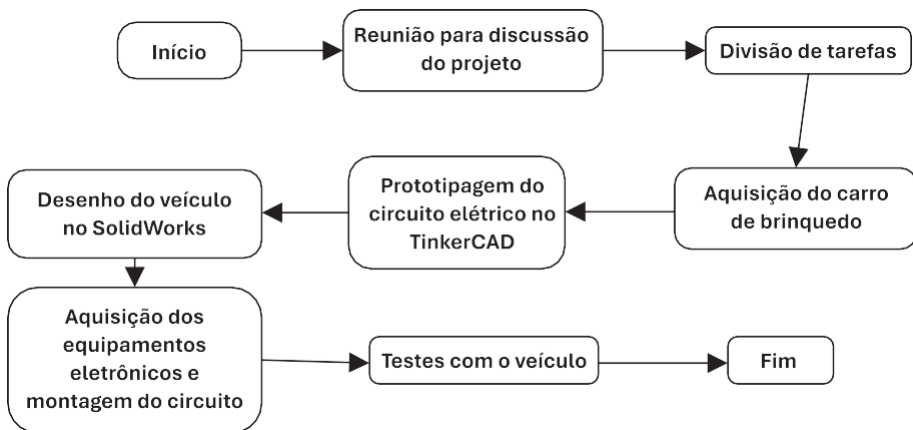 Início
Reunião para discussão
do projeto
Divisão de tarefas
Aquisição do carro
de brinquedo
Prototipagem do
circuito elétrico no
TinkerCAD
Desenho do veículo
no SolidWorks
Aquisição dos
equipamentos
eletrônicos e
montagem do circuito
Testes com o veículo
Fim